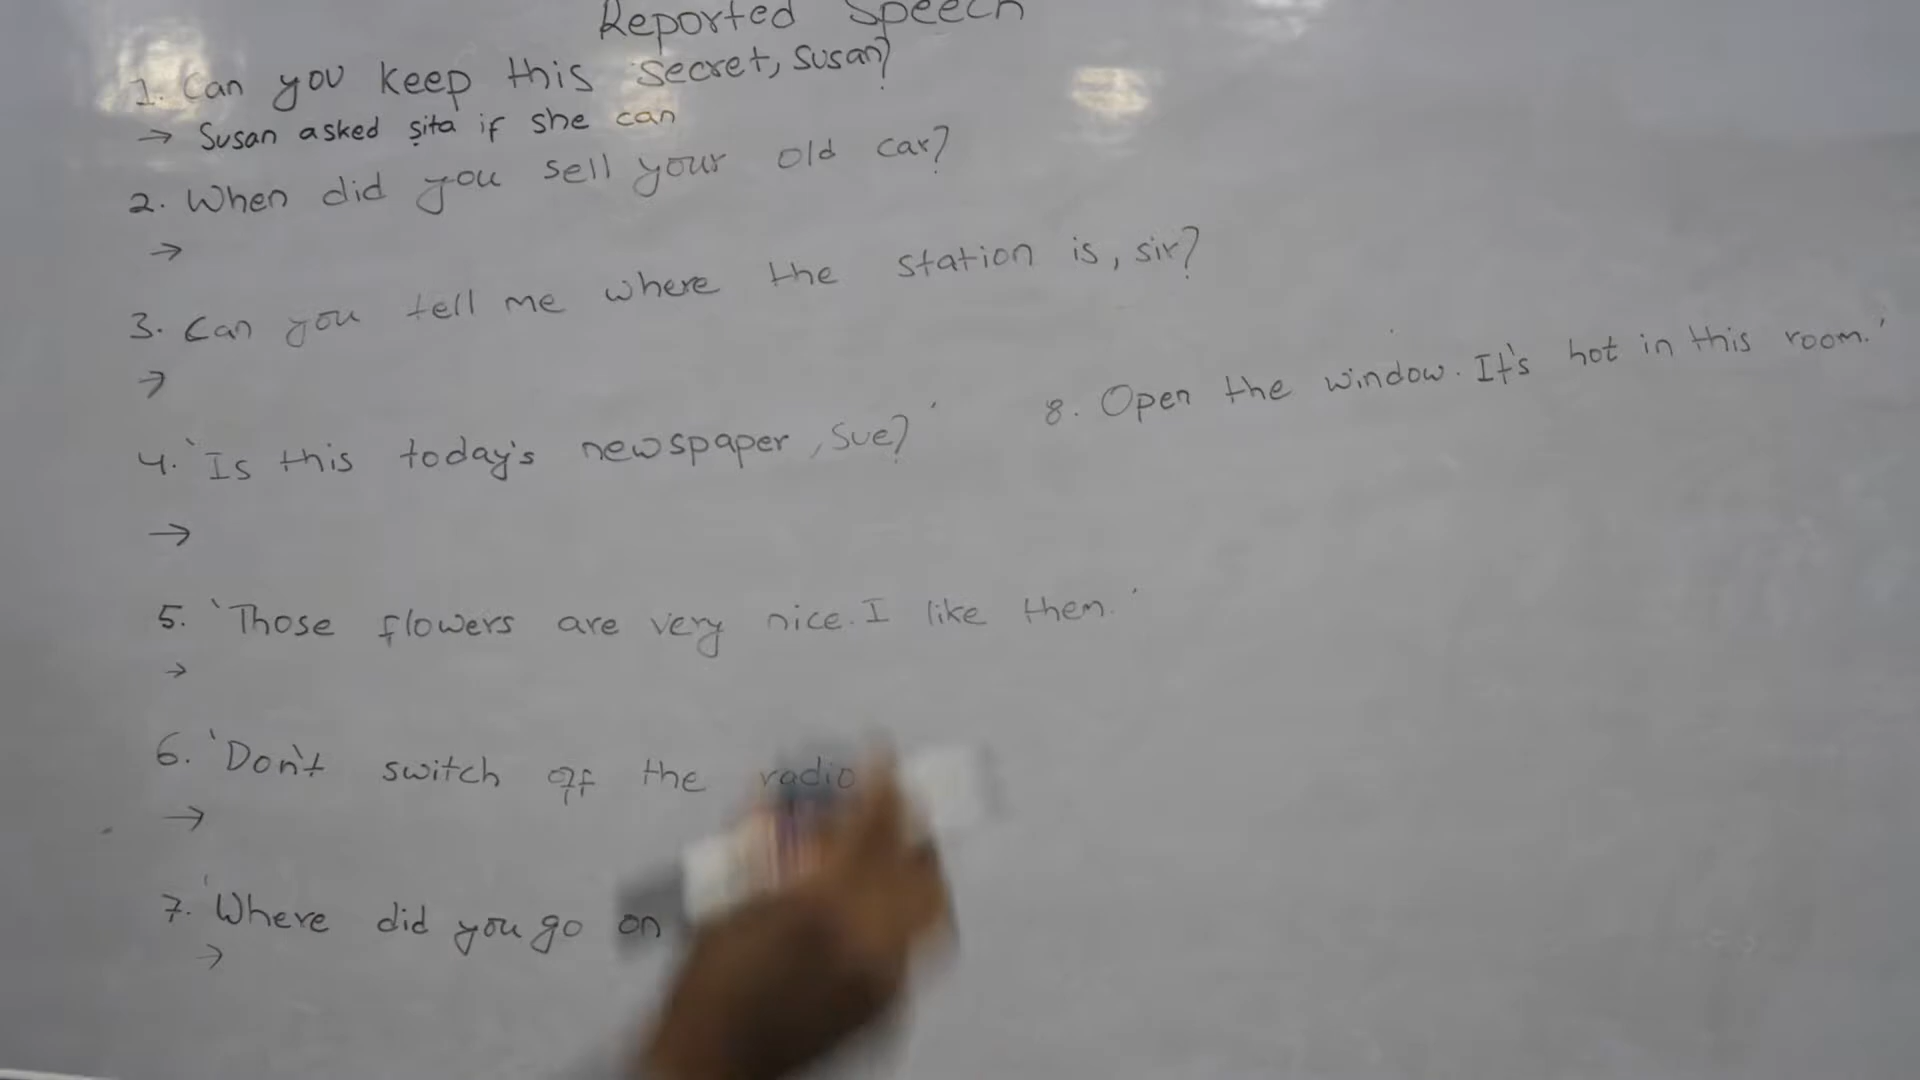 Reported Speech
1. Can you keep this secret, Susan?
→ Susan asked sita if she can
2. When did you sell your old car?
→
3. Can you tell me where the station is, sir?
→
4. 'Is this today's newspaper, Sue?'
→
5. 'Those flowers are very nice. I like them.'
→
6. 'Don't switch off the radio
→
7. 'Where did you go on
→
8. Open the window. It's hot in this room.'